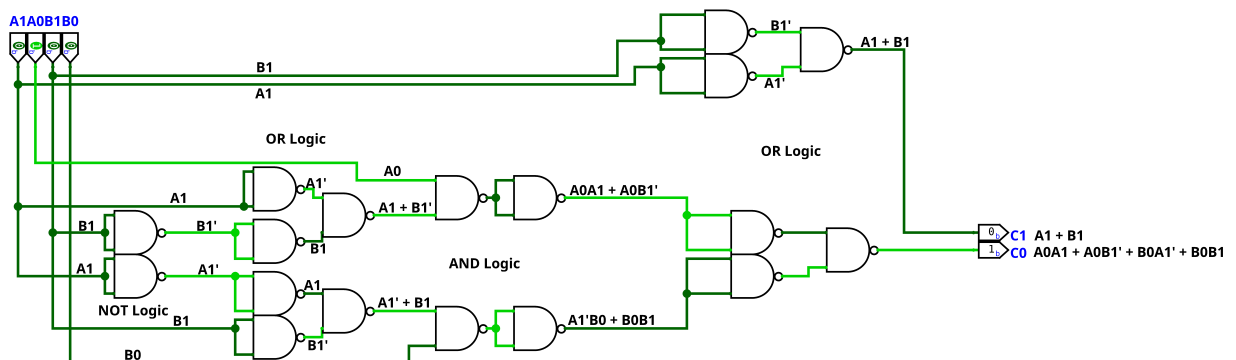 A1A0B1B0
B1
A1
B1'
A1'
A1 + B1
OR Logic
OR Logic
A0
A1
A1'
A0A1 + A0B1'
A1 + B1'
B1
B1'
B1
0b
C1 A1 + B1
1b
C0 A0A1 + A0B1' + B0A1' + B0B1
A1
A1'
AND Logic
A1
NOT Logic
A1' + B1
B1
A1'B0 + B0B1
B1'
B0